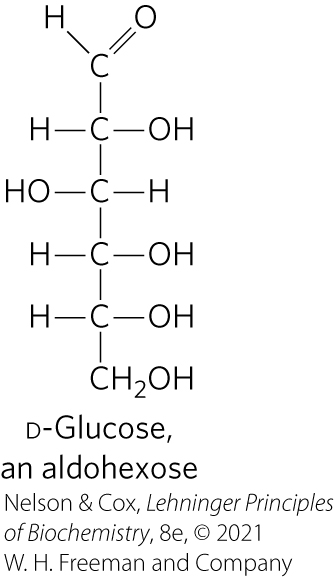 H O
C
H—C—OH
HO—C—H
H—C—OH
H—C—OH
CH₂OH
D-Glucose,
an aldohexose
Nelson & Cox, Lehninger Principles
of Biochemistry, 8e, © 2021
W. H. Freeman and Company